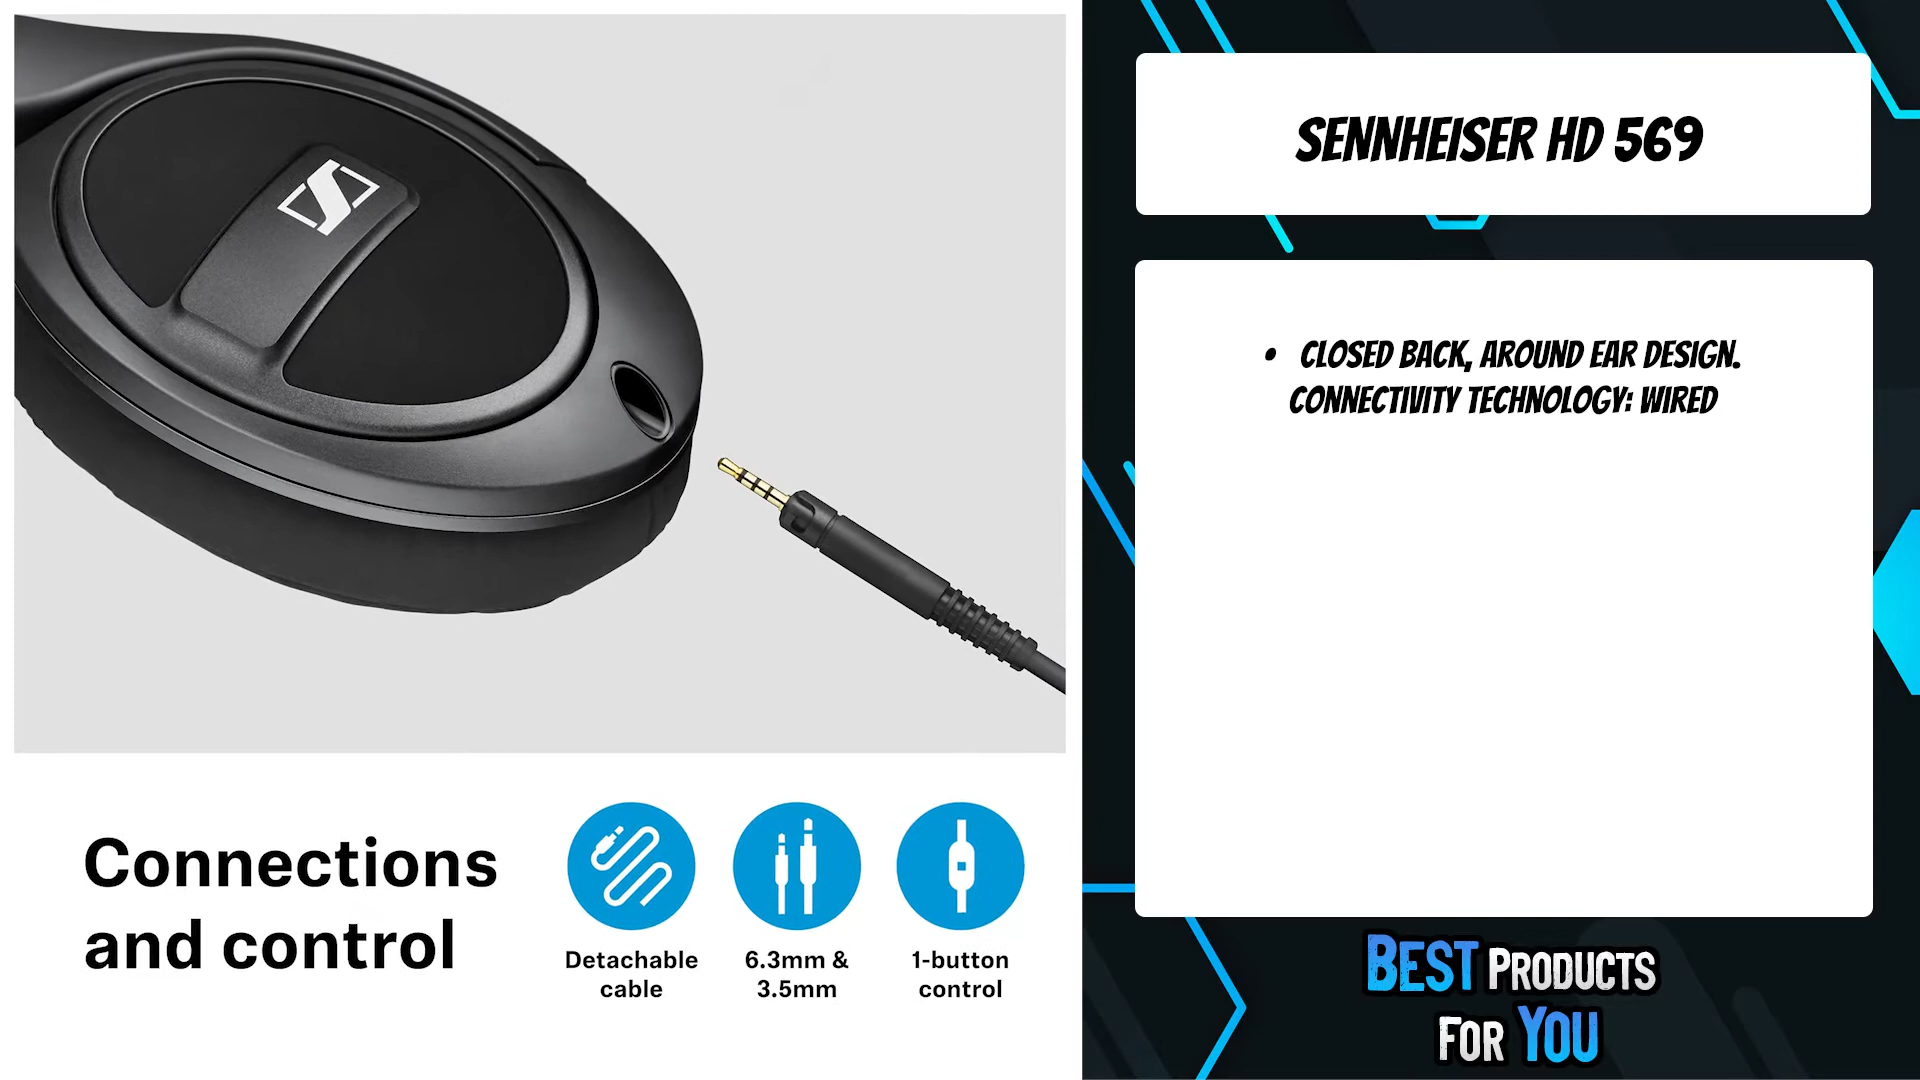 Connections
and control
Detachable
cable
6.3mm &
3.5mm
1-button
control
SENNHEISER HD 569
• CLOSED BACK, AROUND EAR DESIGN.
CONNECTIVITY TECHNOLOGY: WIRED
BEST PRODUCTS
FOR YOU